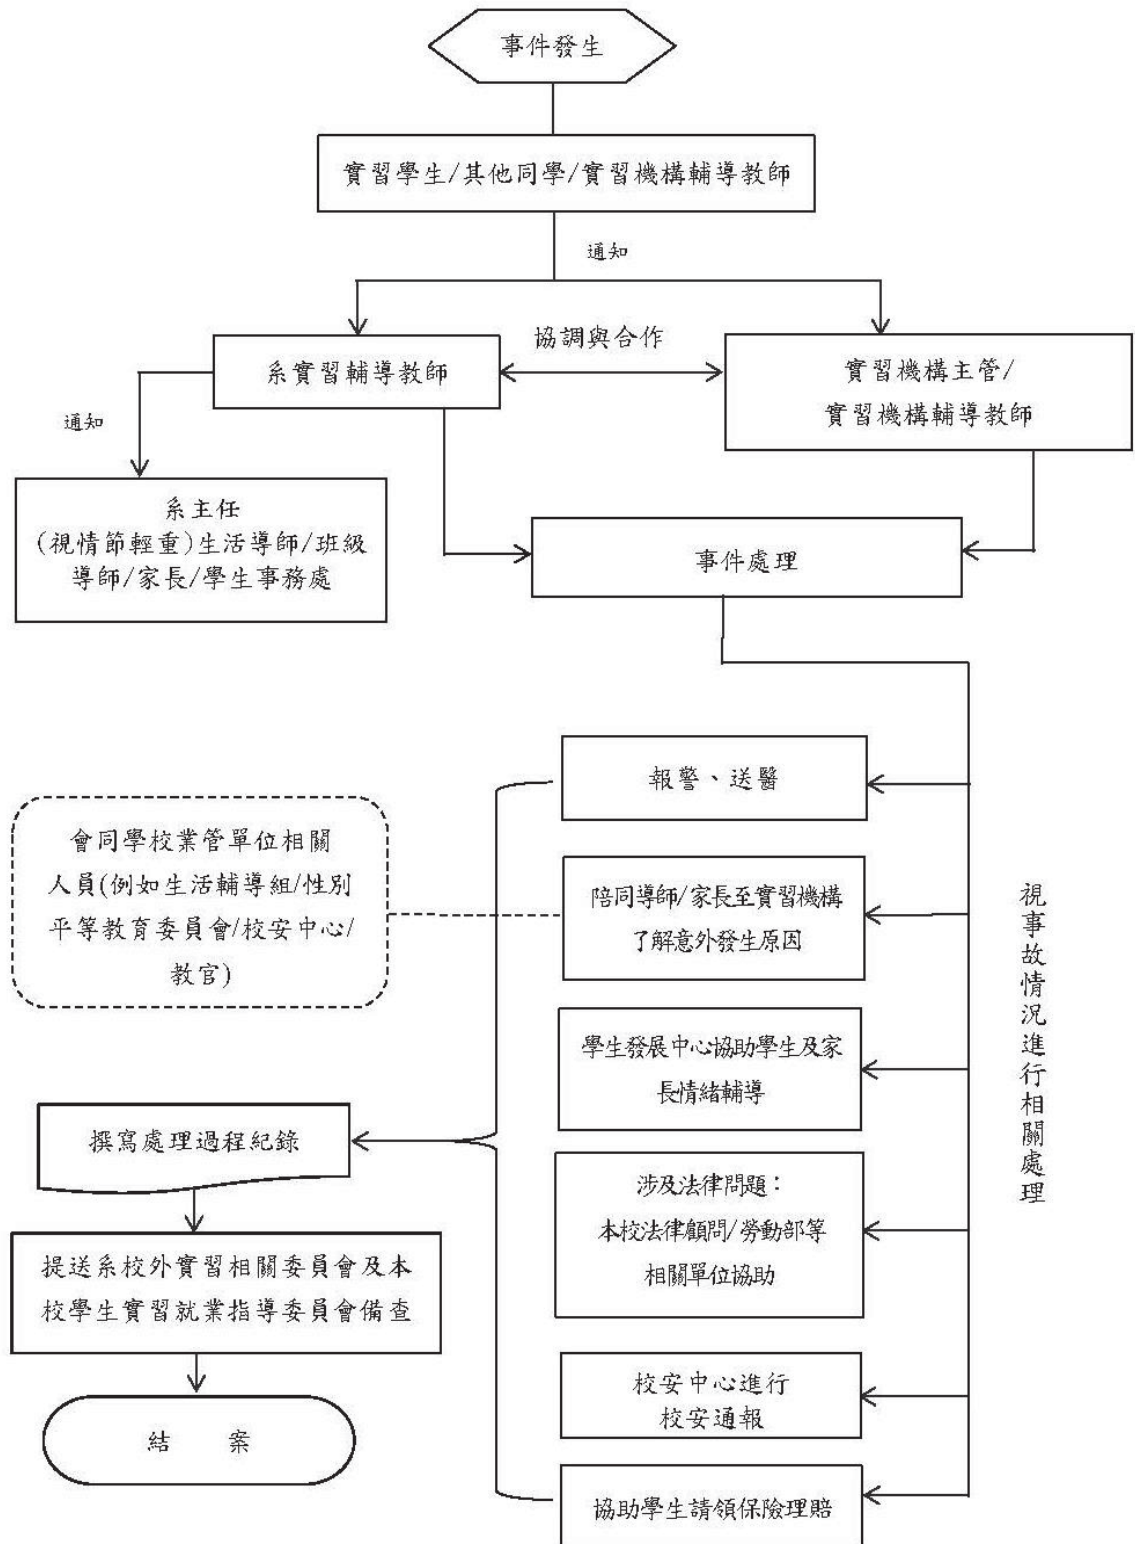 事件發生
實習學生/其他同學/實習機構輔導教師
通知
協調與合作
系實習輔導教師
實習機構主管/
實習機構輔導教師
通知
系主任
(視情節輕重)生活導師/班級
導師/家長/學生事務處
事件處理
視事故情況進行相關處理
報警、送醫
會同學校業管單位相關
人員(例如生活輔導組/性別
平等教育委員會/校安中心/
教官)
陪同導師/家長至實習機構
了解意外發生原因
學生發展中心協助學生及家
長情緒輔導
涉及法律問題：
本校法律顧問/勞動部等
相關單位協助
校安中心進行
校安通報
協助學生請領保險理賠
撰寫處理過程紀錄
提送系校外實習相關委員會及本
校學生實習就業指導委員會備查
結 案